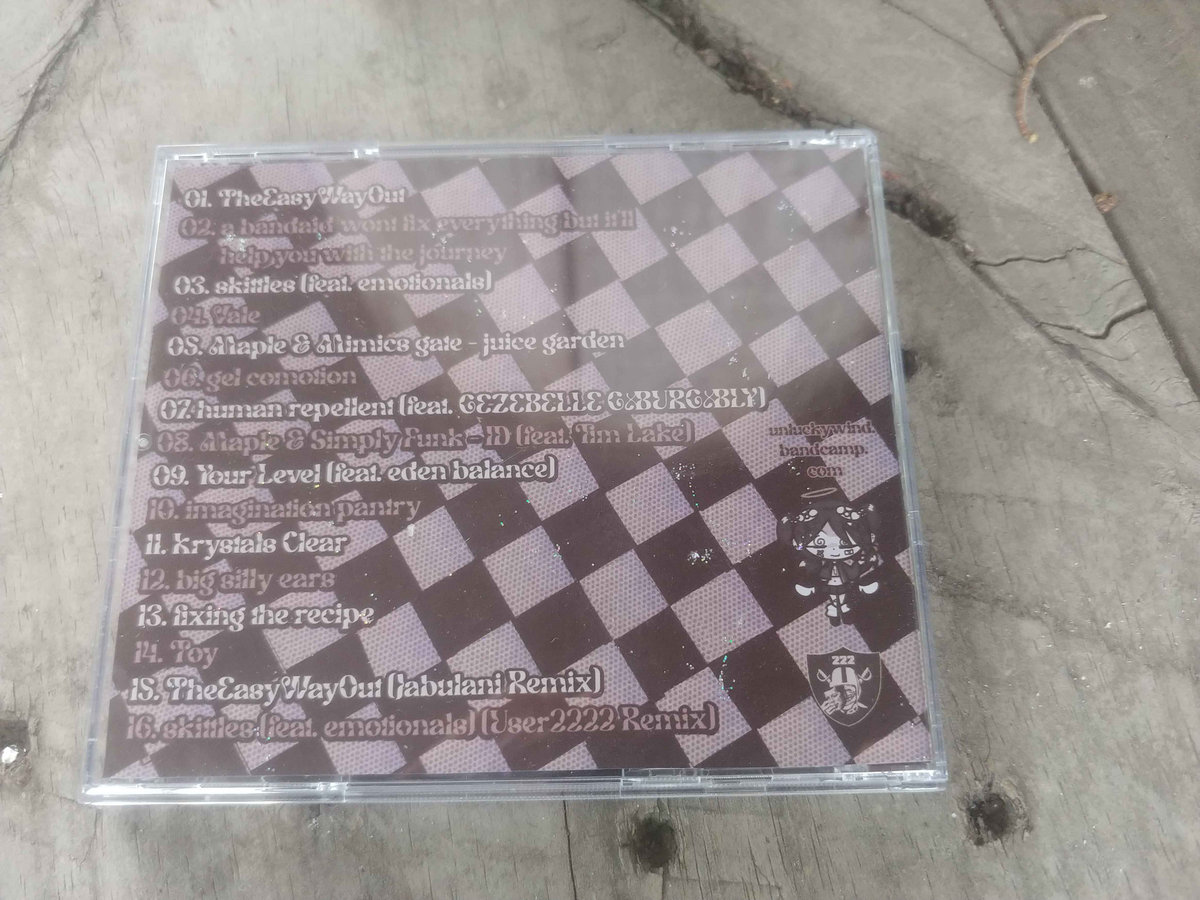 01. TheEasyWayOut
02. a bandaid wont fix everything but it'll
help you with the journey
03. skittles (feat. emotionals)
04. Vale
05. Maple & Mimics gate - juice garden
06. gel comotion
07. human repellent (feat. GEZEBELLE GXBURGXBLY)
08. Maple & Simply Funk - ID (feat. Tim Lake)
09. Your Level (feat. eden balance)
10. imagination pantry
11. Krystals Clear
12. big silly ears
13. fixing the recipe
14. Toy
15. TheEasyWayOut (Jabulani Remix)
16. skittles (feat. emotionals) (User2222 Remix)
unluckywind.
bandcamp.
com
222